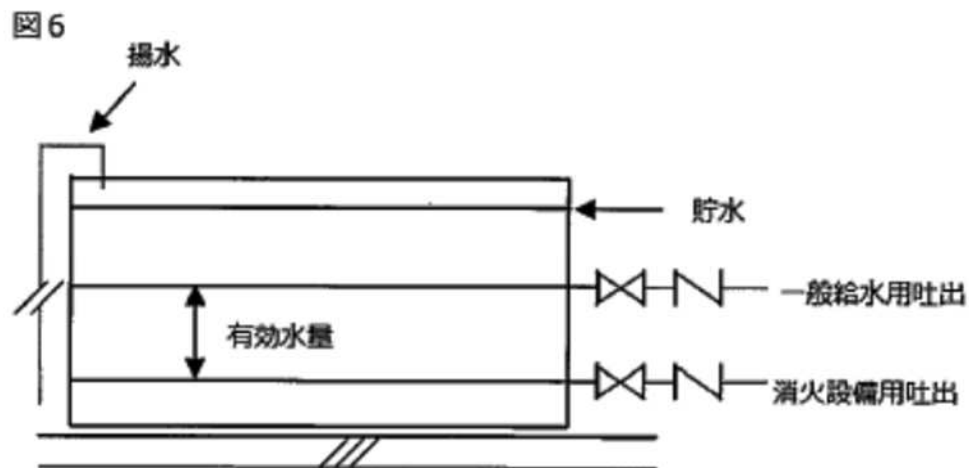 図6
揚水
貯水
一般給水用吐出
有効水量
消火設備用吐出